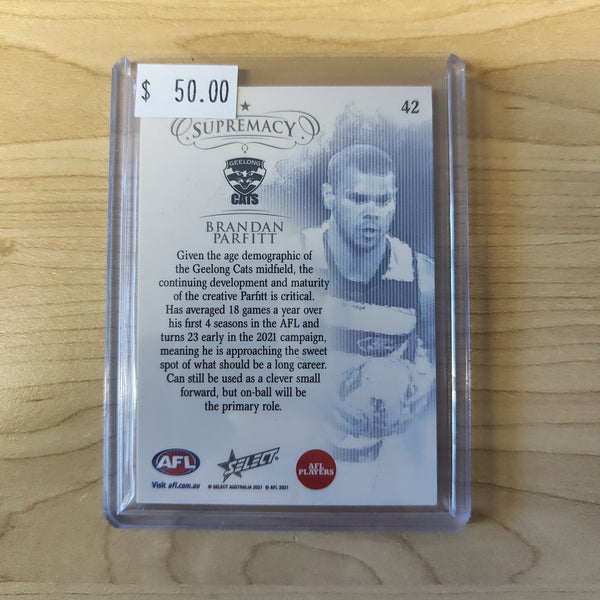 $ 50.00
42
SUPREMACY
GEELONG
CATS
BRANDAN
PARFITT
Given the age demographic of
the Geelong Cats midfield, the
continuing development and maturity
of the creative Parfitt is critical.
Has averaged 18 games a year over
his first 4 seasons in the AFL and
turns 23 early in the 2021 campaign,
meaning he is approaching the sweet
spot of what should be a long career.
Can still be used as a clever small
forward, but on-ball will be
the primary role.
AFL
SELECT
AFL
PLAYERS
Visit afl.com.au
© SELECT AUSTRALIA 2021 © AFL 2021